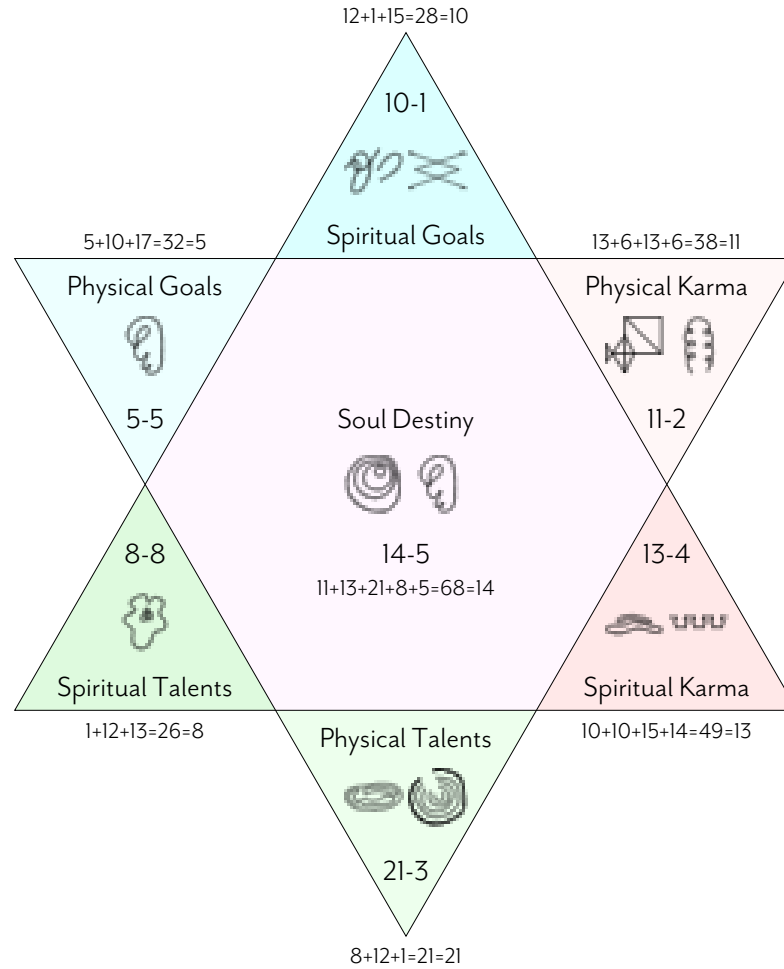 12+1+15=28=10
10-1
Spiritual Goals
5+10+17=32=5
13+6+13+6=38=11
Physical Goals
Physical Karma
5-5
11-2
Soul Destiny
14-5
11+13+21+8+5=68=14
8-8
13-4
Spiritual Talents
Spiritual Karma
1+12+13=26=8
10+10+15+14=49=13
Physical Talents
21-3
8+12+1=21=21